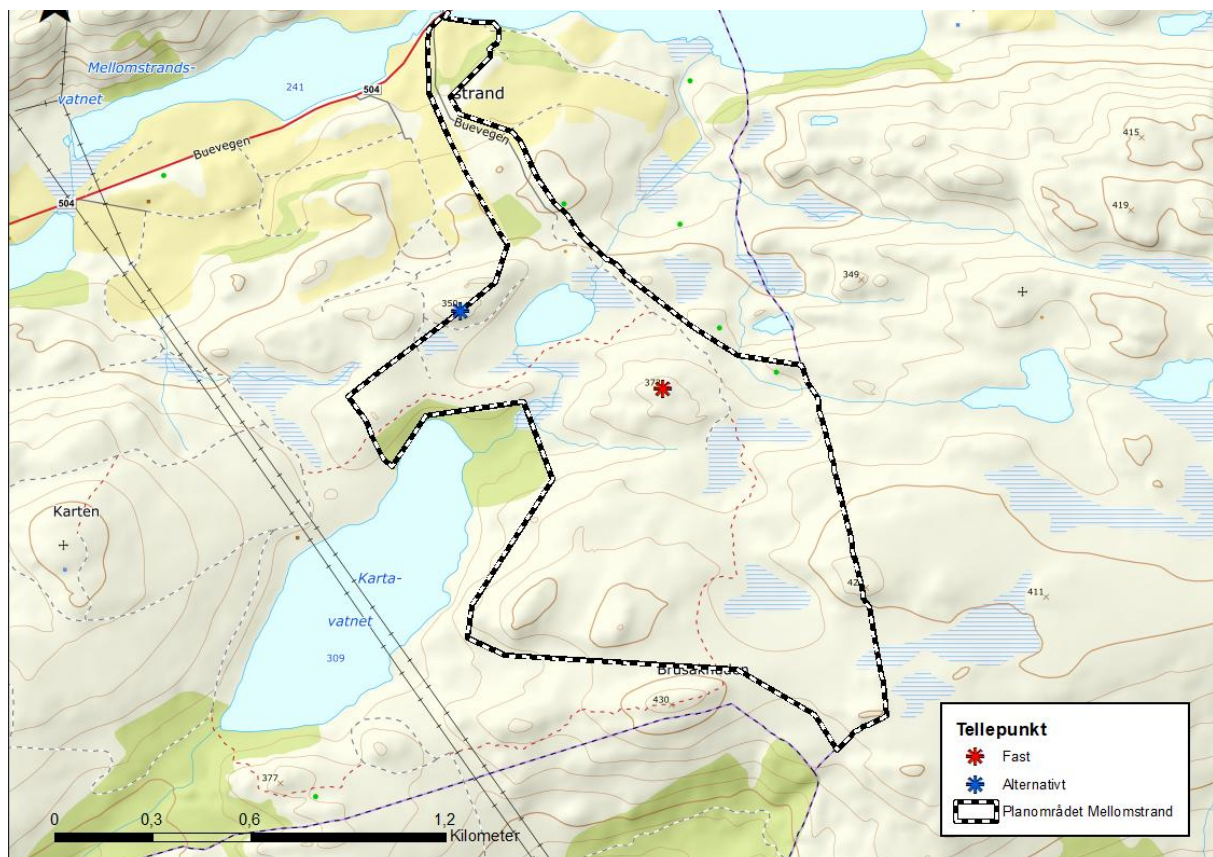 Mellomstrands-
vatnet
241
504
strand
Buevegen
Buevegen
504
415
419
349
350
Karten
Karta-
vatnet
309
411
Brusaknuden
430
377
Tellepunkt
Fast
Alternativt
Planområdet Mellomstrand
0
0,3
0,6
1,2
Kilometer